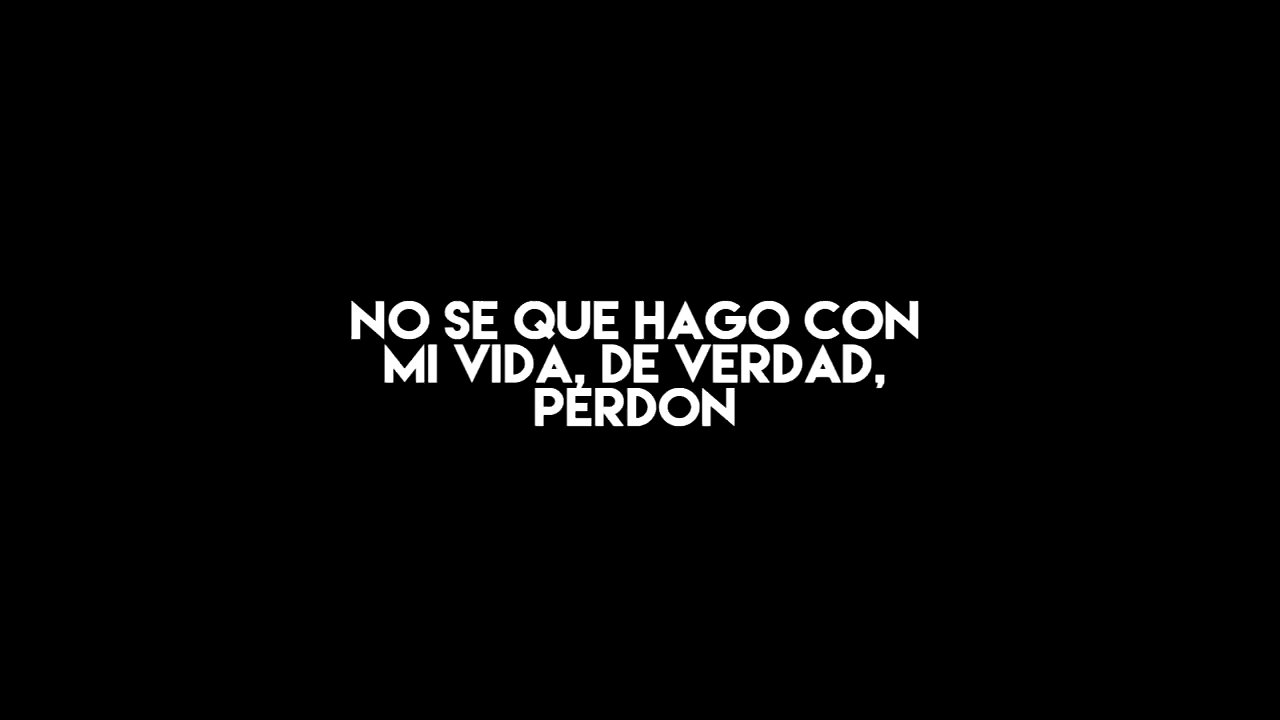 NO SE QUE HAGO CON
MI VIDA, DE VERDAD,
PERDON